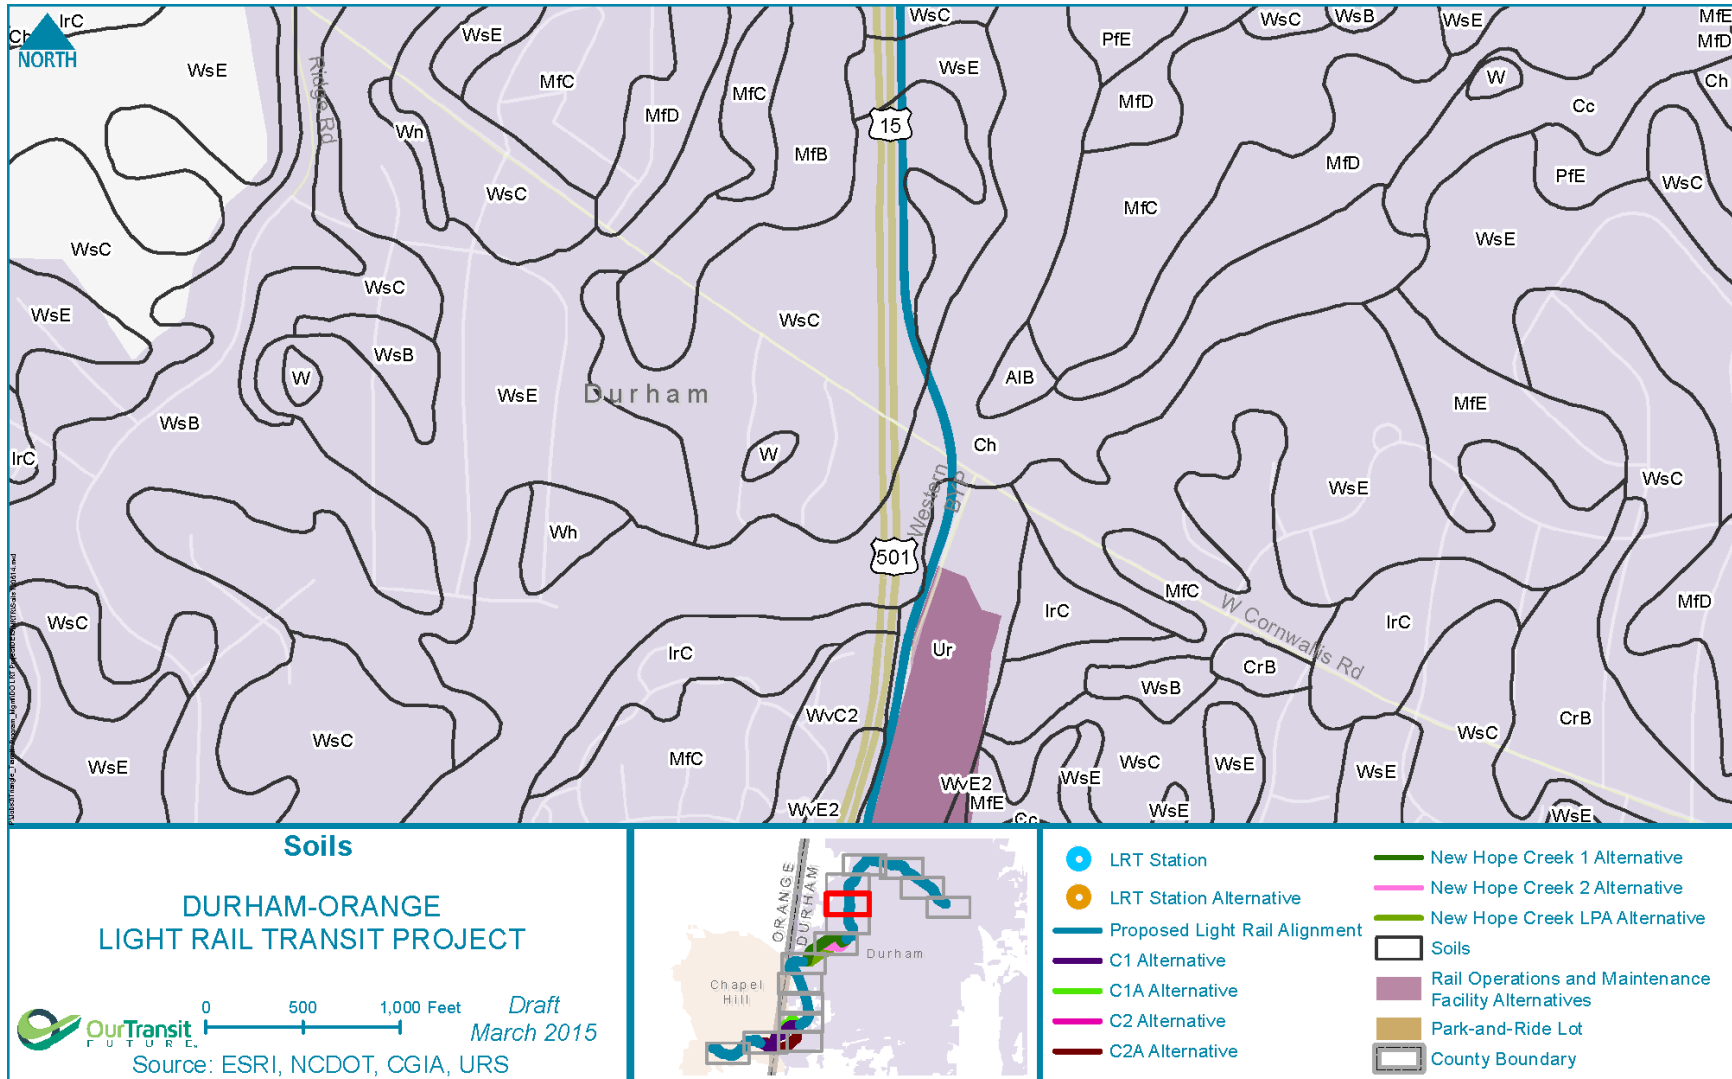 IrC
WsC
WsB
WsE
MfE
Ch
NORTH
WsE
WsE
PfE
MfD
WsE
MfC
MfC
WsE
W
Ch
Ridge Rd
MfD
MfD
Cc
Wn
15
MfB
MfD
PfE
WsC
WsC
MfC
WsC
WsE
WsC
WsE
WsC
WsB
W
WsE
Durham
AlB
MfE
WsB
IrC
W
Ch
WsC
WsE
Western
Byp
Wh
501
MfC
WsC
IrC
IrC
MfD
W Cornwallis Rd
IrC
Ur
CrB
WsB
WvC2
CrB
WsC
WsC
MfC
WsE
WsE
WsC
WsE
WsE
WvE2
MfE
WvE2
WsE
WsE
Cc
Soils
DURHAM-ORANGE
LIGHT RAIL TRANSIT PROJECT
0 500 1,000 Feet
Draft
March 2015
OurTransit
FUTURE
Source: ESRI, NCDOT, CGIA, URS
ORANGE
DURHAM
Durham
Chapel
Hill
LRT Station
LRT Station Alternative
Proposed Light Rail Alignment
C1 Alternative
C1A Alternative
C2 Alternative
C2A Alternative
New Hope Creek 1 Alternative
New Hope Creek 2 Alternative
New Hope Creek LPA Alternative
Soils
Rail Operations and Maintenance
Facility Alternatives
Park-and-Ride Lot
County Boundary